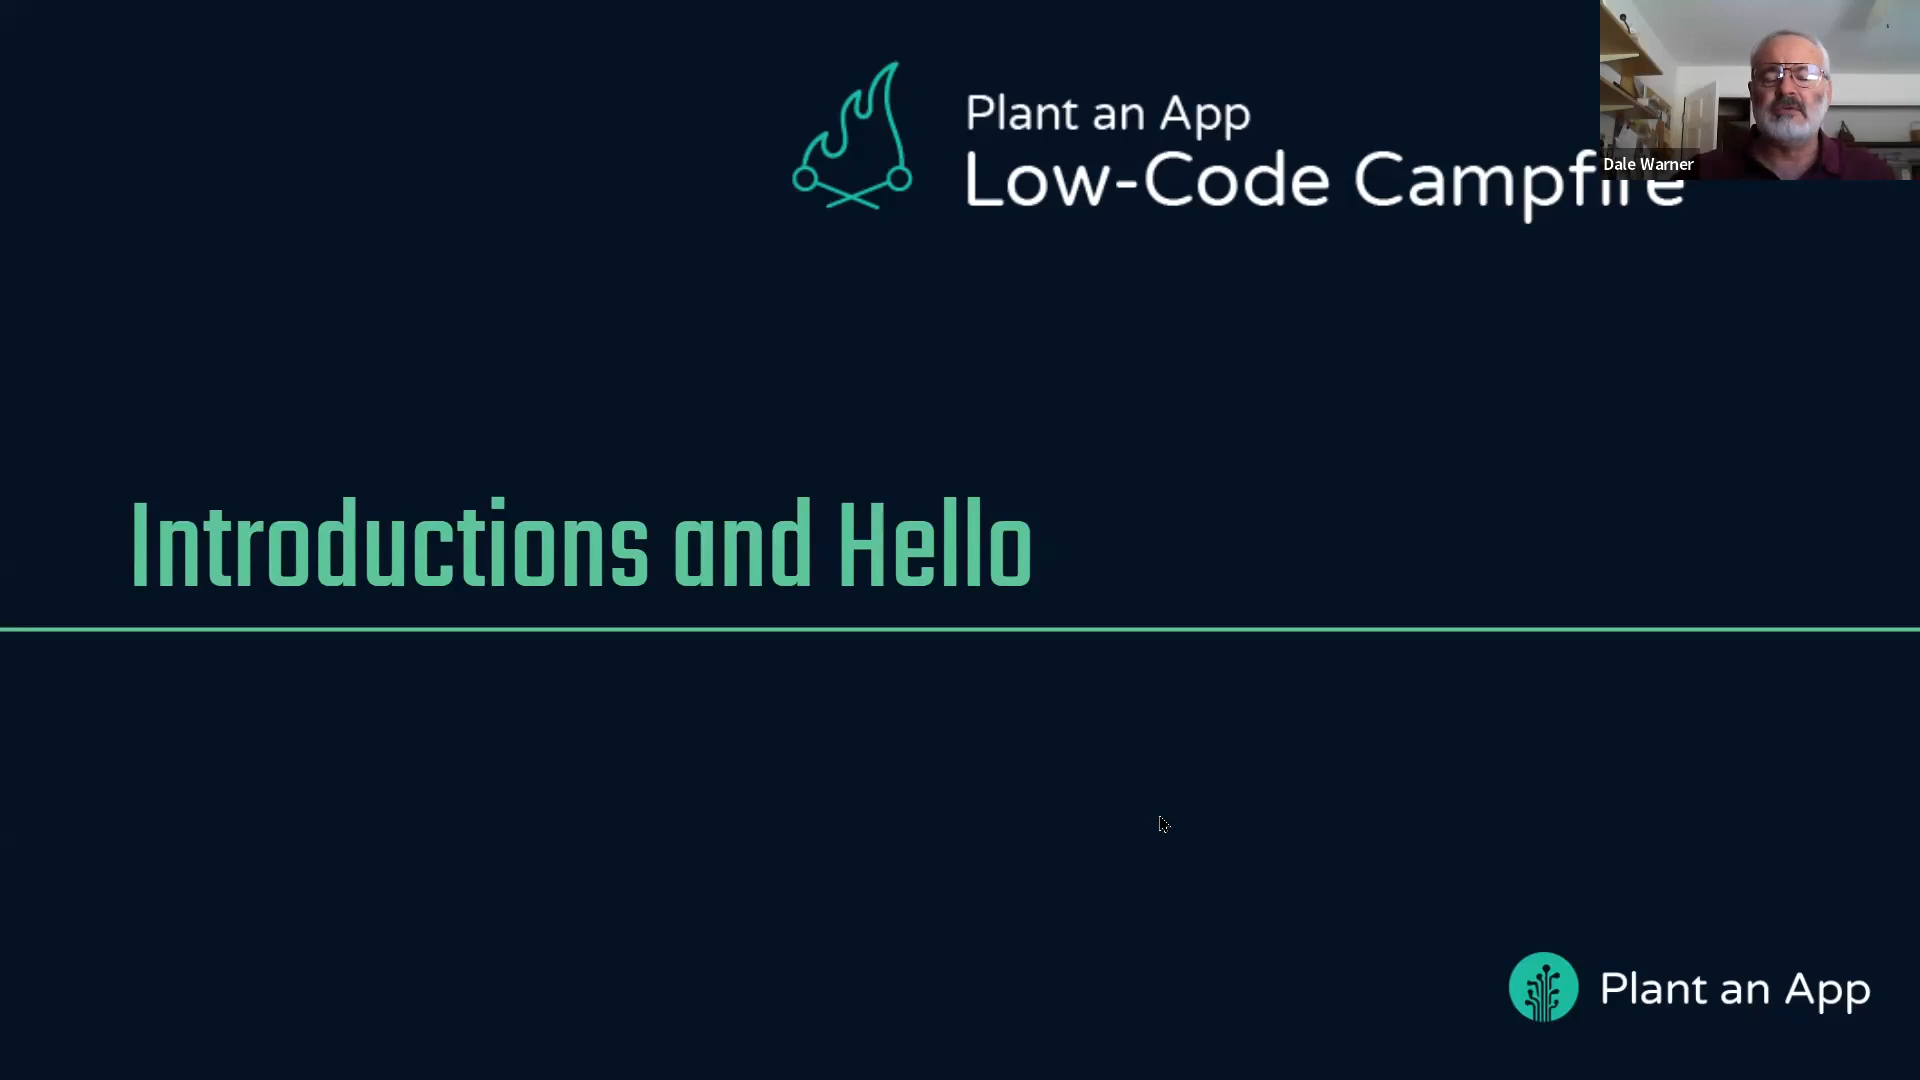 Plant an App
Low-Code Campfire
Dale Warner
Introductions and Hello
Plant an App